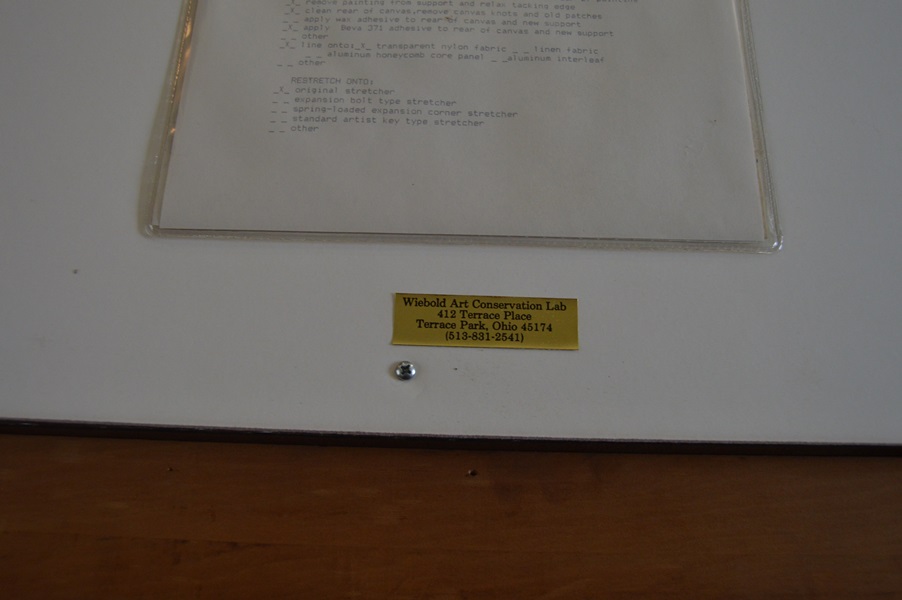 _X_ remove painting from support and relax tacking edge
_X_ clean rear of canvas,remove canvas knots and old patches
_ _ apply wax adhesive to rear of canvas and new support
_X_ apply Beva 371 adhesive to rear of canvas and new support
_ _ other
_X_ line onto:_X_ transparent nylon fabric _ _ linen fabric
_ _ aluminum honeycomb core panel _ _aluminum interleaf
_ _ other
RESTRETCH ONTO:
_X_ original stretcher
_ _ expansion bolt type stretcher
_ _ spring-loaded expansion corner stretcher
_ _ standard artist key type stretcher
_ _ other
Wiebold Art Conservation Lab
412 Terrace Place
Terrace Park, Ohio 45174
(513-831-2541)